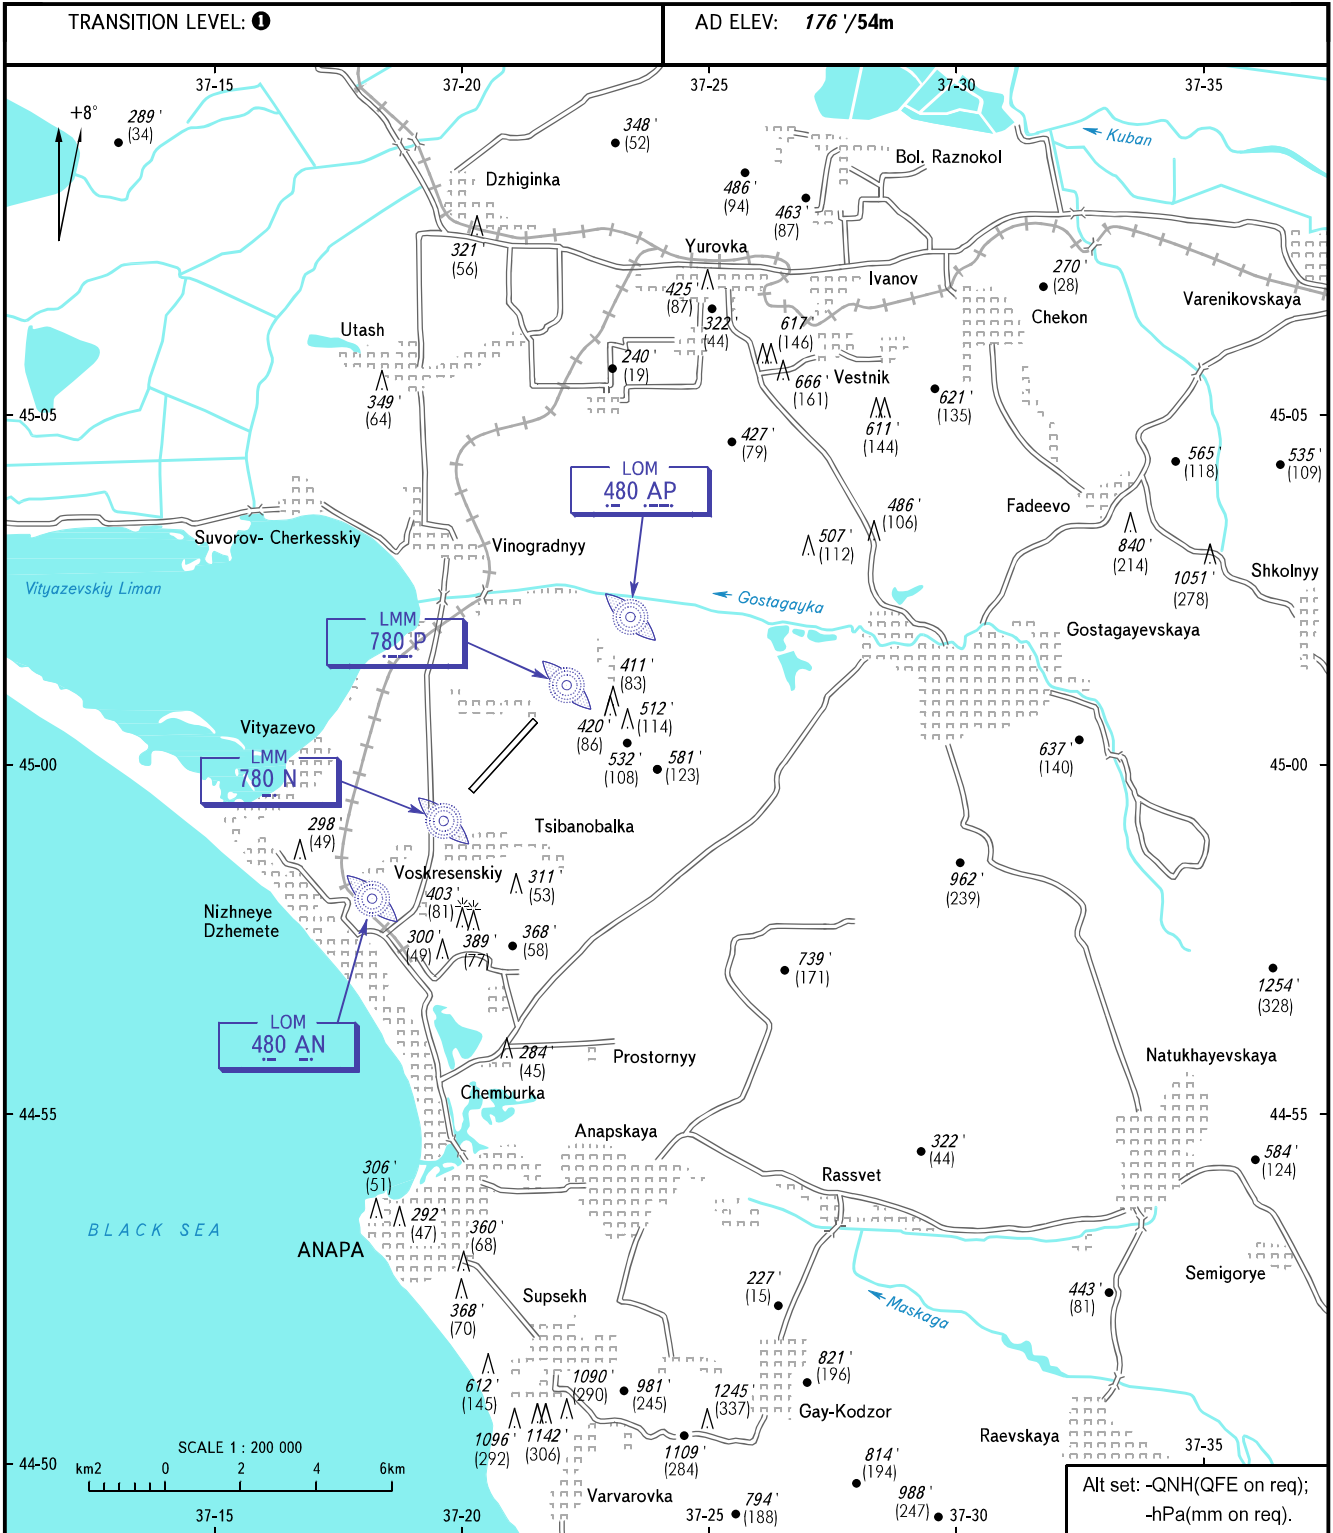 TRANSITION LEVEL: ❶
AD ELEV: 176'/54m
37-15
37-20
37-25
37-30
37-35
+8°
289'
(34)
348'
(52)
Kuban
Bol. Raznokol
Dzhiginka
486'
(94)
463'
(87)
321'
(56)
Yurovka
425'
(87)
Ivanov
270'
(28)
Varenikovskaya
322'
(44)
617'
(146)
Chekon
Utash
240'
(19)
666'
(161)
Vestnik
349'
(64)
621'
(135)
45-05
45-05
611'
(144)
427'
(79)
565'
(118)
535'
(109)
LOM
480 AP
486'
(106)
Fadeevo
Suvorov- Cherkesskiy
Vinogradnyy
507'
(112)
840'
(214)
1051'
(278)
Shkolnyy
Vityazevskiy Liman
Gostagayka
LMM
780 P
Gostagayevskaya
411'
(83)
420'
(86)
512'
(114)
Vityazevo
532'
(108)
581'
(123)
637'
(140)
45-00
45-00
LMM
780 N
298'
(49)
Tsibanobalka
Voskresenskiy
311'
(53)
962'
(239)
403'
(81)
Nizhneye
Dzhemete
300'
(49)
389'
(77)
368'
(58)
739'
(171)
1254'
(328)
LOM
480 AN
284'
(45)
Prostornyy
Natukhayevskaya
Chemburka
44-55
44-55
Anapskaya
322'
(44)
584'
(124)
306'
(51)
Rassvet
292'
(47)
BLACK SEA
ANAPA
360'
(68)
227'
(15)
Semigorye
368'
(70)
Supsekh
Maskaga
443'
(81)
612'
(145)
1090'
(290)
981'
(245)
821'
(196)
1245'
(337)
Gay-Kodzor
1096'
(292)
1142'
(306)
1109'
(284)
Raevskaya
SCALE 1 : 200 000
37-35
44-50
km2 0 2 4 6km
814'
(194)
Varvarovka
794'
(188)
988'
(247)
37-15
37-20
37-25
37-30
Alt set: -QNH(QFE on req);
-hPa(mm on req).